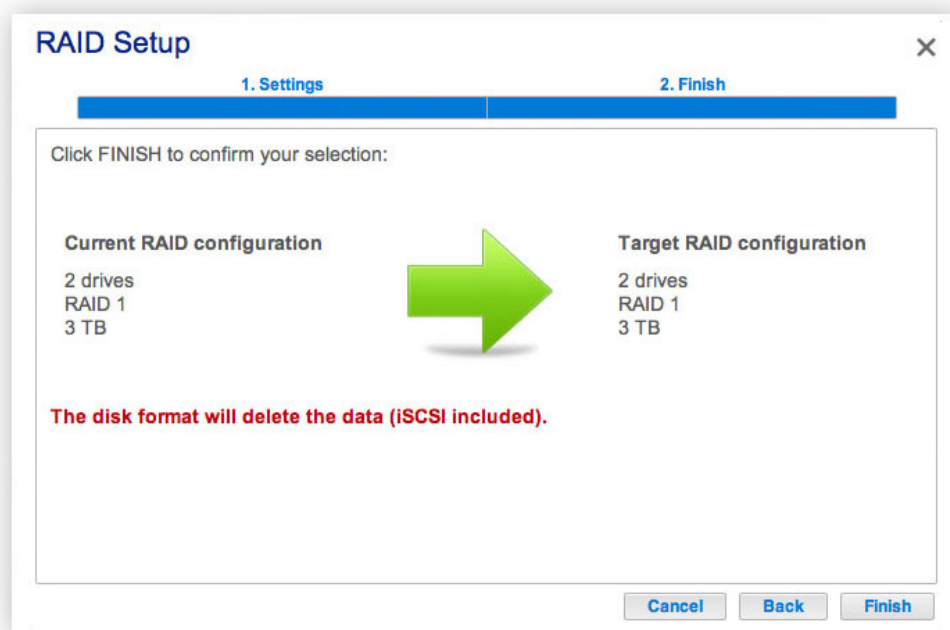 RAID Setup
1. Settings
2. Finish
Click FINISH to confirm your selection:
Current RAID configuration
2 drives
RAID 1
3 TB
Target RAID configuration
2 drives
RAID 1
3 TB
The disk format will delete the data (iSCSI included).
Cancel
Back
Finish